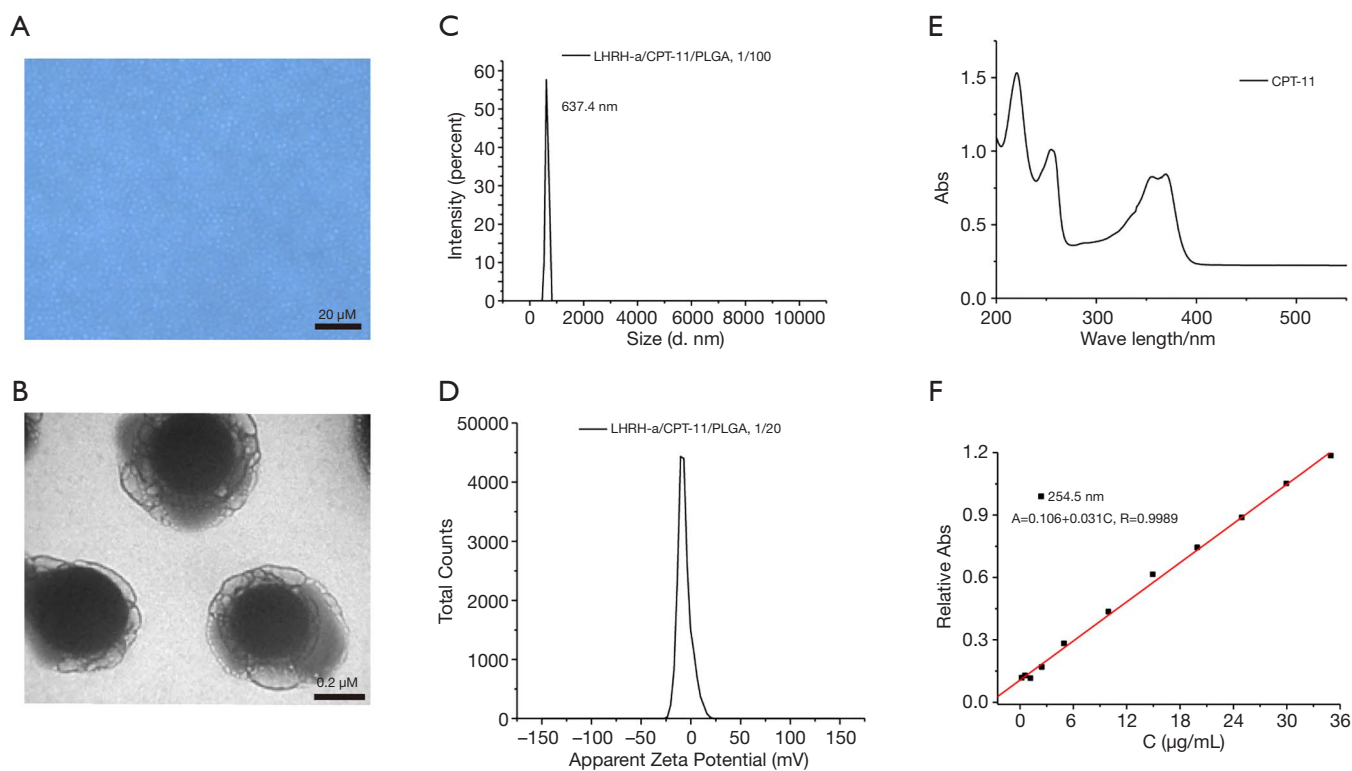 A
20 µM
B
0.2 µM
C
LHRH-a/CPT-11/PLGA, 1/100
637.4 nm
Intensity (percent)
60
50
40
30
20
10
0
0 2000 4000 6000 8000 10000
Size (d. nm)
D
LHRH-a/CPT-11/PLGA, 1/20
Total Counts
50000
4000
3000
2000
1000
0
−150 −100 −50 0 50 100 150
Apparent Zeta Potential (mV)
E
CPT-11
Abs
1.5
1.0
0.5
0.0
200 300 400 500
Wave length/nm
F
254.5 nm
A=0.106+0.031C, R=0.9989
Relative Abs
1.2
0.9
0.6
0.3
0.0
0 6 12 18 24 30 36
C (µg/mL)